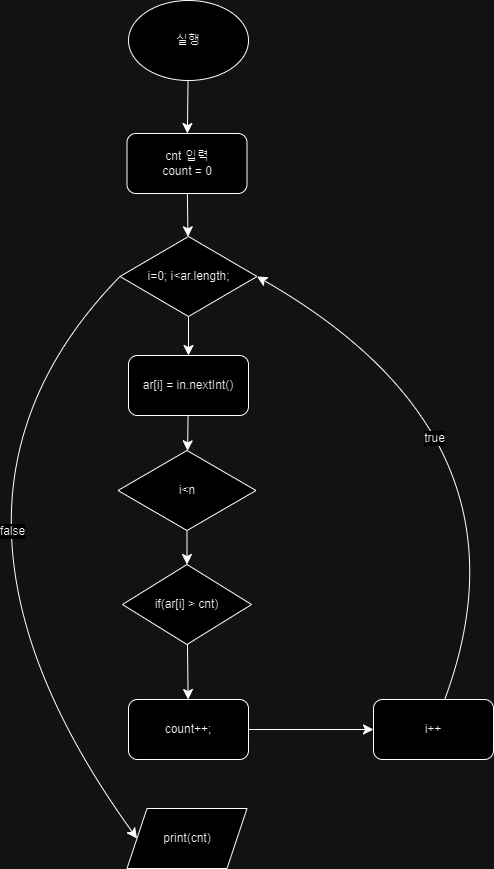 실행
cnt 입력
count = 0
i=0; i<ar.length;
ar[i] = in.nextInt()
true
i<n
false
if(ar[i] > cnt)
count++;
i++
print(cnt)